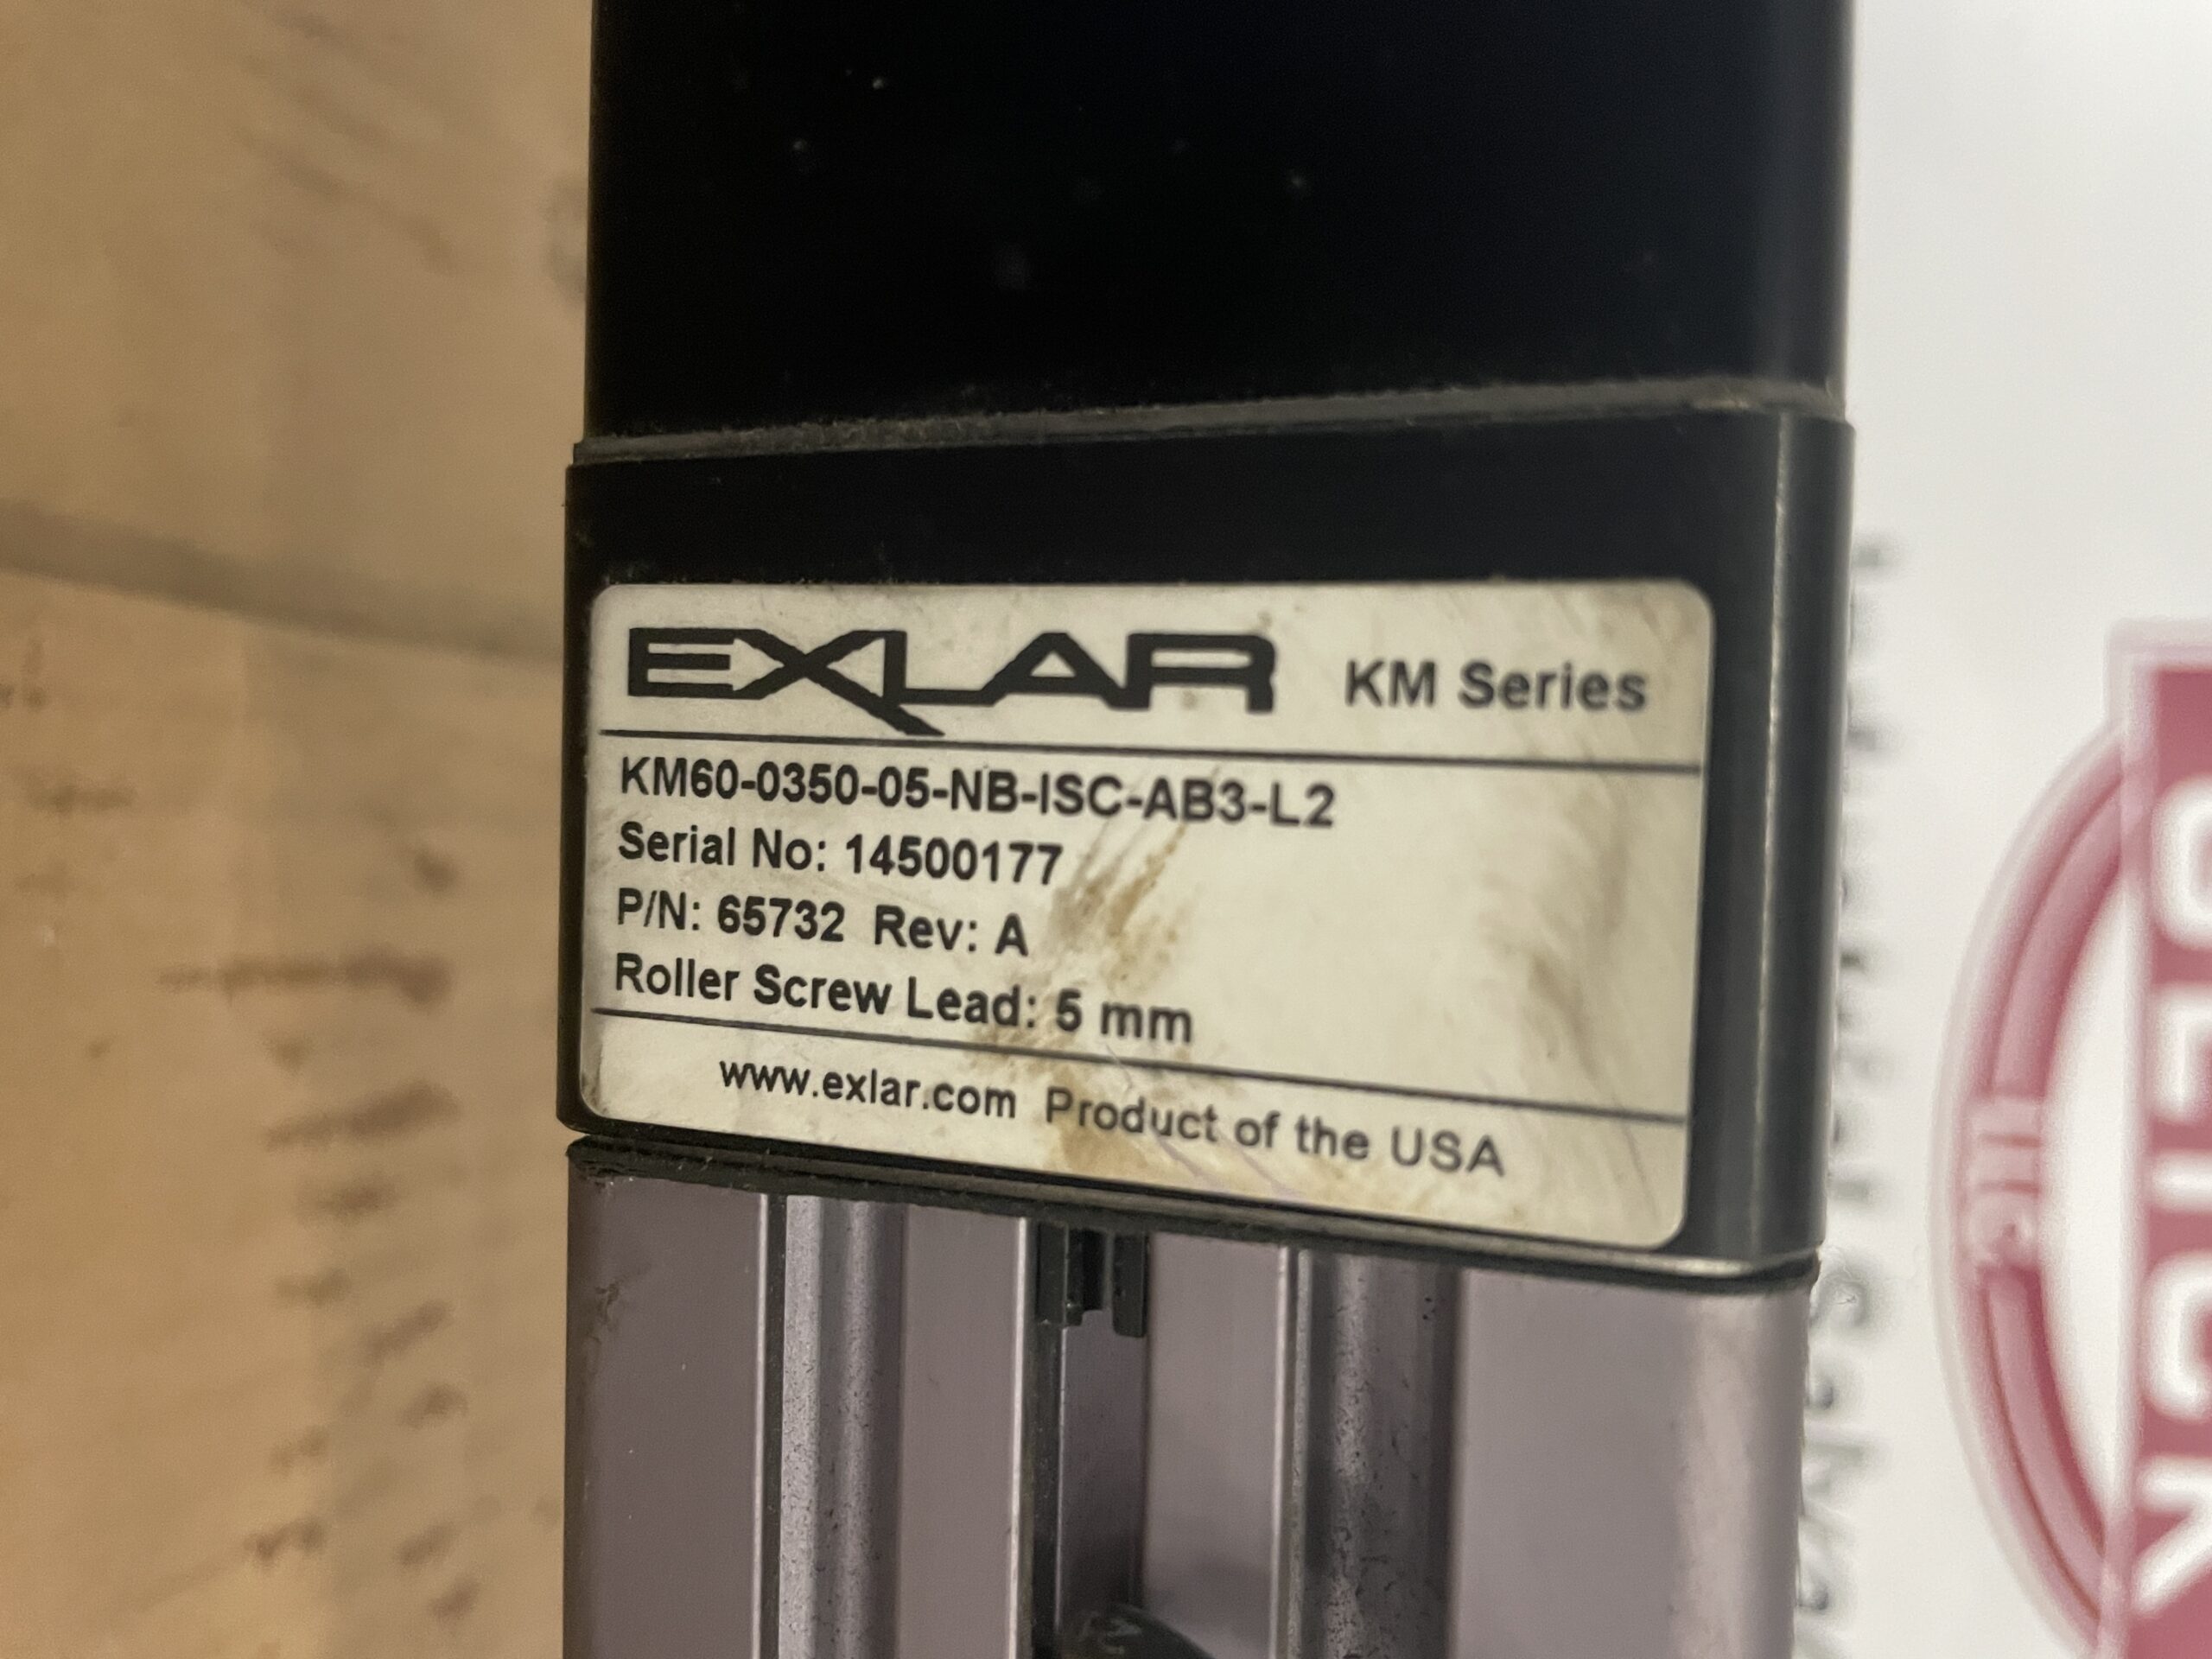 EXLAR KM Series
KM60-0350-05-NB-ISC-AB3-L2
Serial No: 14500177
P/N: 65732 Rev: A
Roller Screw Lead: 5 mm
www.exlar.com Product of the USA